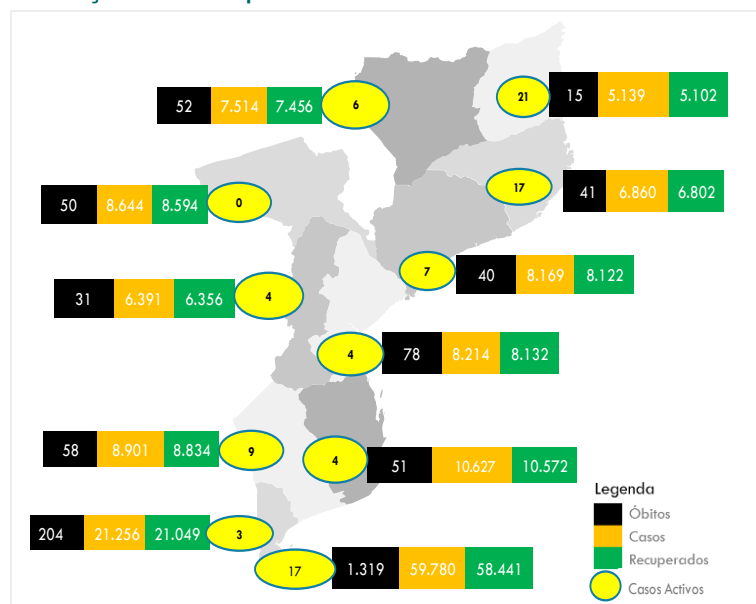 21 15 5.139 5.102
52 7.514 7.456 6
17 41 6.860 6.802
50 8.644 8.594 0
7 40 8.169 8.122
31 6.391 6.356 4
4 78 8.214 8.132
58 8.901 8.834 9
4 51 10.627 10.572
204 21.256 21.049 3
17 1.319 59.780 58.441
Legenda
Óbitos
Casos
Recuperados
Casos Activos